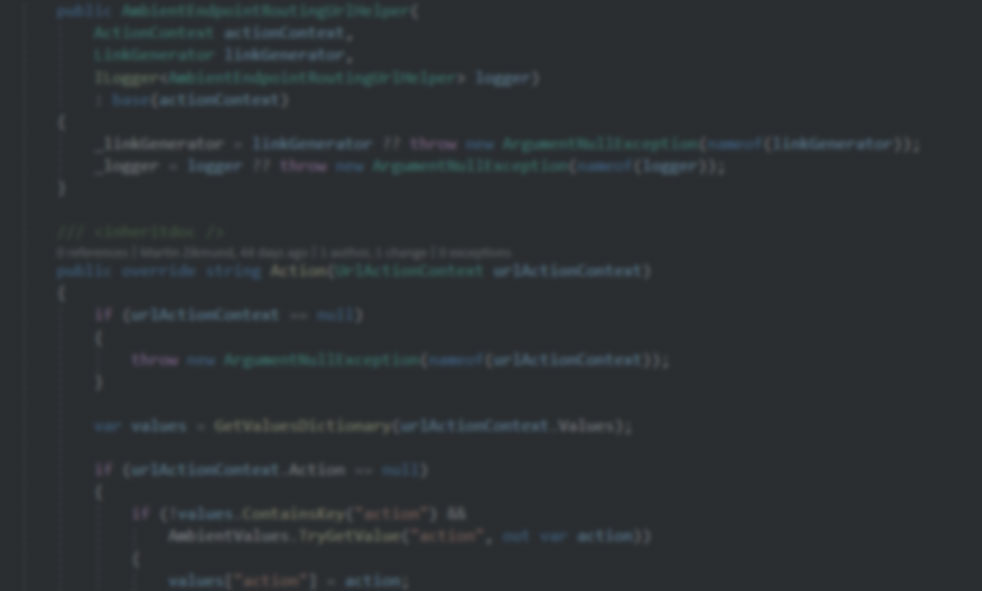 public AmbientEndpointRoutingUrlHelper(
ActionContext actionContext,
LinkGenerator linkGenerator,
ILogger<AmbientEndpointRoutingUrlHelper> logger)
: base(actionContext)
{
_linkGenerator = linkGenerator ?? throw new ArgumentNullException(nameof(linkGenerator));
_logger = logger ?? throw new ArgumentNullException(nameof(logger));
}
/// <inheritdoc />
0 references | Martin Zikmund, 44 days ago | 1 author, 1 change | 0 exceptions
public override string Action(UrlActionContext urlActionContext)
{
if (urlActionContext == null)
{
throw new ArgumentNullException(nameof(urlActionContext));
}
var values = GetValuesDictionary(urlActionContext.Values);
if (urlActionContext.Action == null)
{
if (!values.ContainsKey("action") &&
AmbientValues.TryGetValue("action", out var action))
{
values["action"] = action;